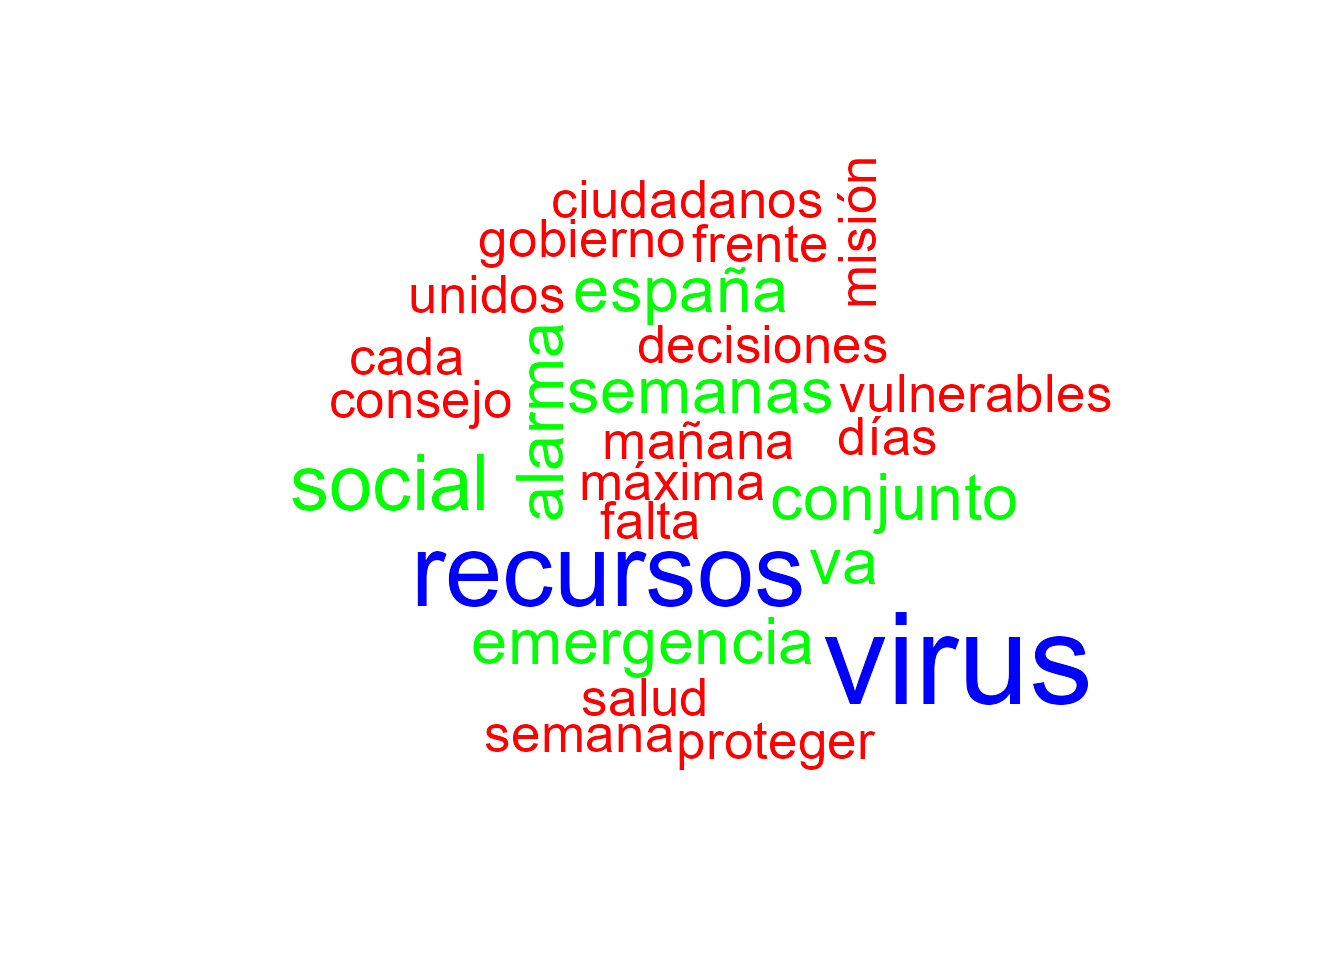 misión
ciudadanos
gobierno frente
unidos españa
alarma
decisiones
cada
semanas vulnerables
consejo
mañana días
social máxima conjunto
falta
recursos va
emergencia virus
salud
semana proteger